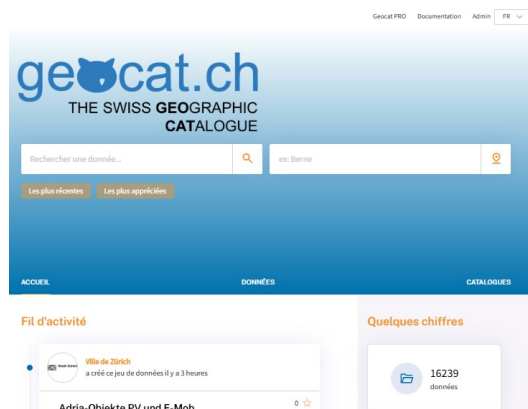 Geocat PRO Documentation Admin FR
geocat.ch
THE SWISS GEOGRAPHIC
CATALOGUE
Rechercher une donnée... ex: Berne
Les plus récentes Les plus appréciées
ACCUEIL DONNÉES CATALOGUES
Fil d'activité
Ville de Zürich
a créé ce jeu de données il y a 3 heures
Adria-Objekte PV und E-Mob
0
Quelques chiffres
16239
données